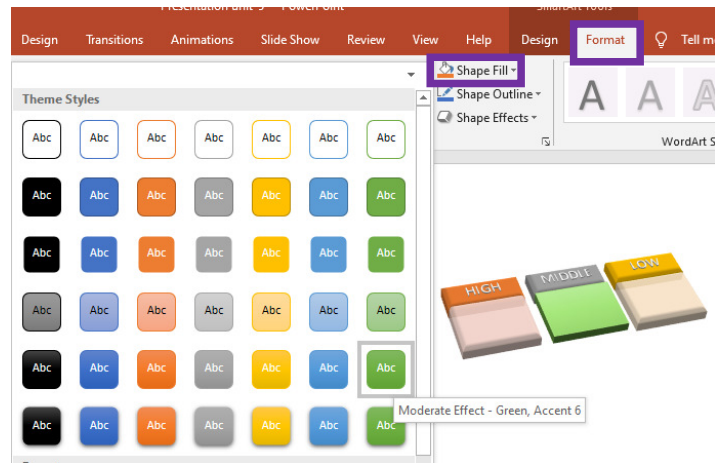 Presentation unit 9 - PowerPoint
SmartArt Tools
Design Transitions Animations Slide Show Review View Help Design Format Tell me
Shape Fill
Shape Outline
Shape Effects
Theme Styles
Abc Abc Abc Abc Abc Abc Abc
Abc Abc Abc Abc Abc Abc Abc
Abc Abc Abc Abc Abc Abc Abc
Abc Abc Abc Abc Abc Abc Abc
Abc Abc Abc Abc Abc Abc Abc
Abc Abc Abc Abc Abc Abc Abc
Moderate Effect - Green, Accent 6
A A A
WordArt S
HIGH MIDDLE LOW